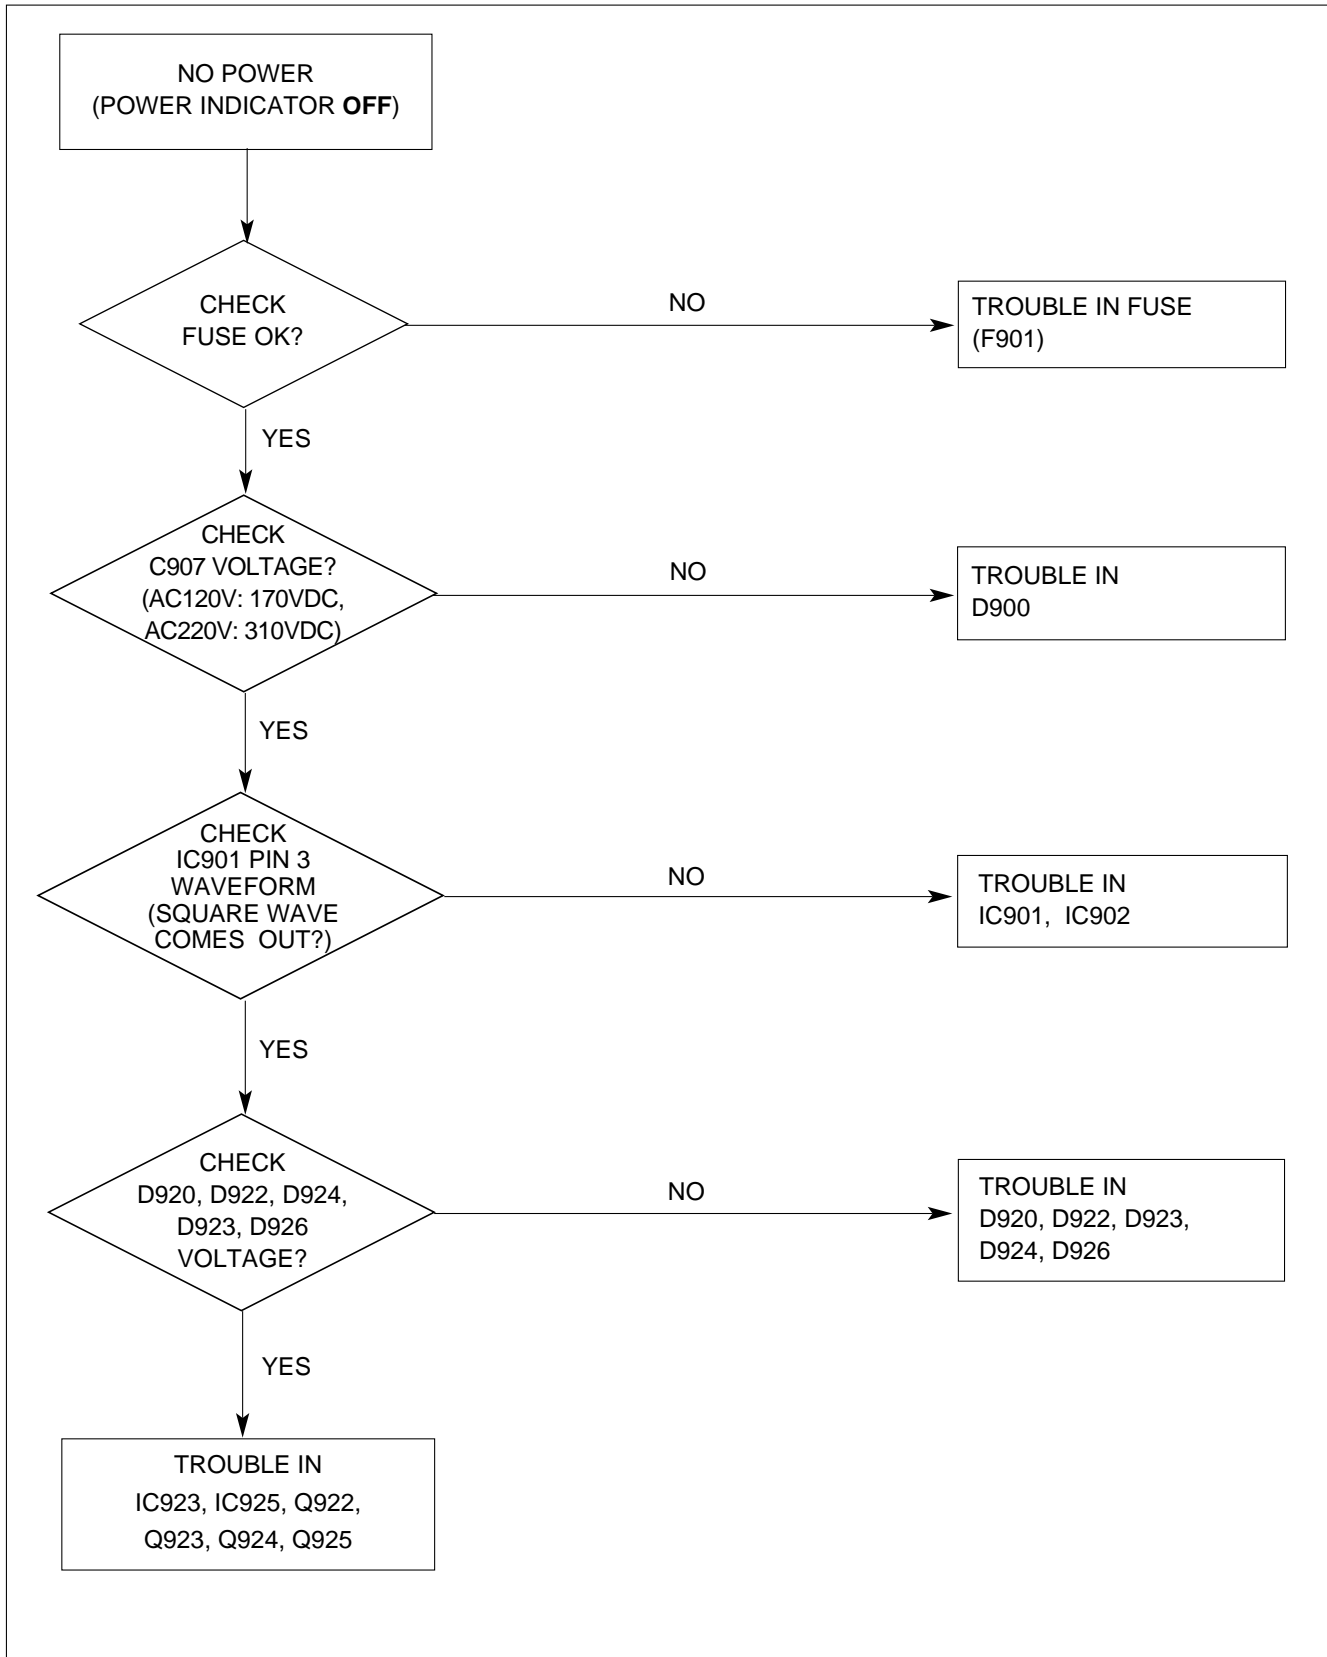 NO POWER
(POWER INDICATOR OFF)
CHECK
FUSE OK?
NO
TROUBLE IN FUSE
(F901)
YES
CHECK
C907 VOLTAGE?
(AC120V: 170VDC,
AC220V: 310VDC)
NO
TROUBLE IN
D900
YES
CHECK
IC901 PIN 3
WAVEFORM
(SQUARE WAVE
COMES OUT?)
NO
TROUBLE IN
IC901, IC902
YES
CHECK
D920, D922, D924,
D923, D926
VOLTAGE?
NO
TROUBLE IN
D920, D922, D923,
D924, D926
YES
TROUBLE IN
IC923, IC925, Q922,
Q923, Q924, Q925